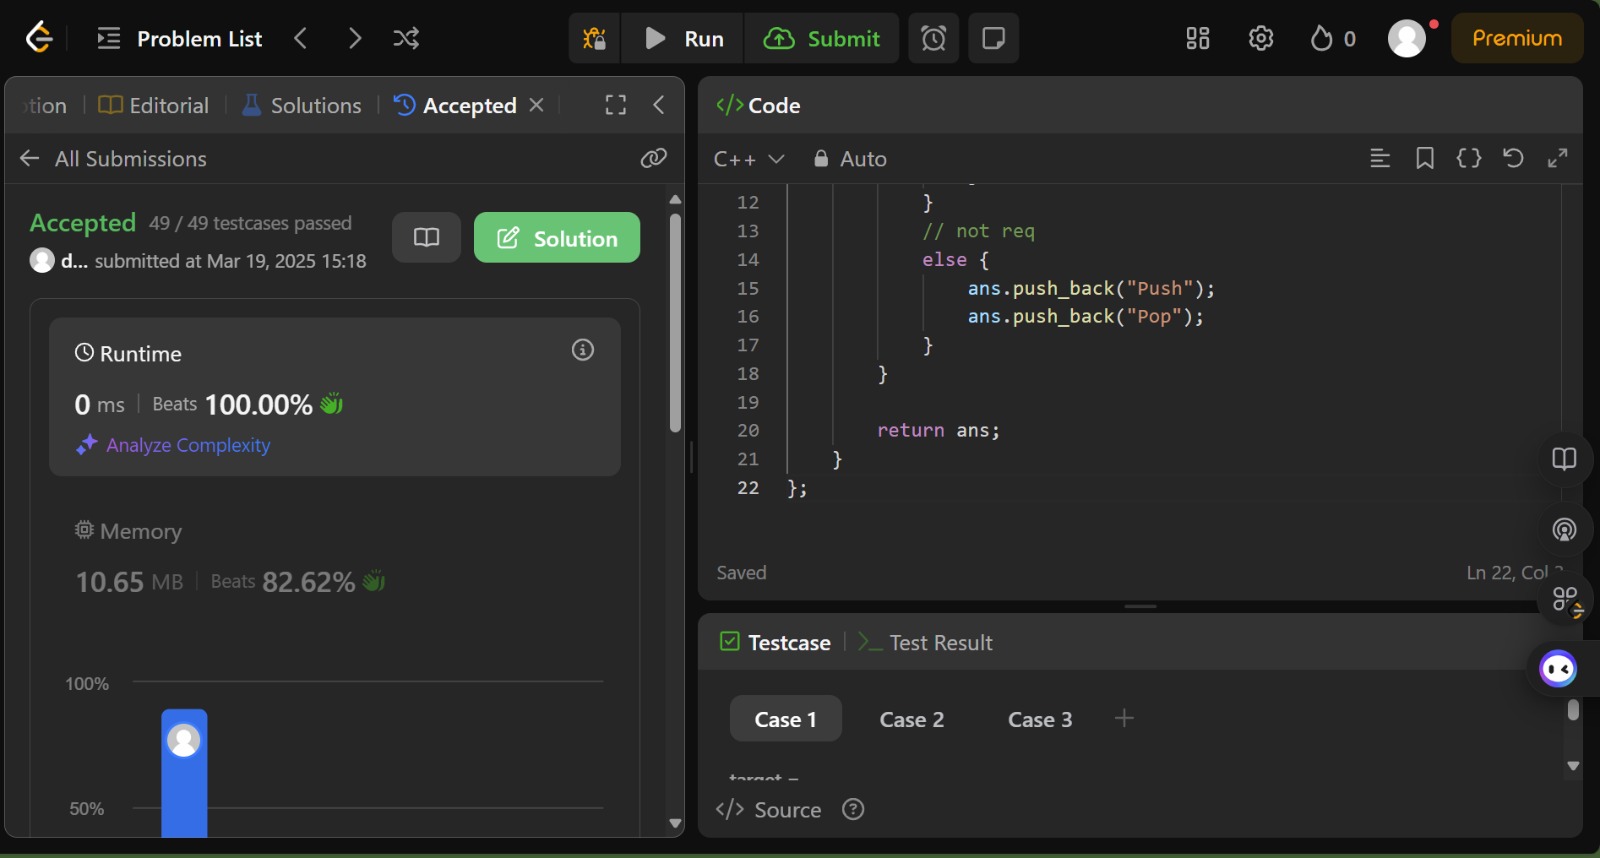 Problem List
Run
Submit
0
Premium
Editorial
Solutions
Accepted
All Submissions
Accepted 49 / 49 testcases passed
Solution
d... submitted at Mar 19, 2025 15:18
Runtime
0 ms | Beats 100.00%
Analyze Complexity
Memory
10.65 MB | Beats 82.62%
100%
50%
</> Code
C++ Auto
12 }
13 // not req
14 else {
15 ans.push_back("Push");
16 ans.push_back("Pop");
17 }
18 }
19
20 return ans;
21 }
22 };
Saved
Ln 22, Col
Testcase | >_ Test Result
Case 1 Case 2 Case 3 +
target =
</> Source